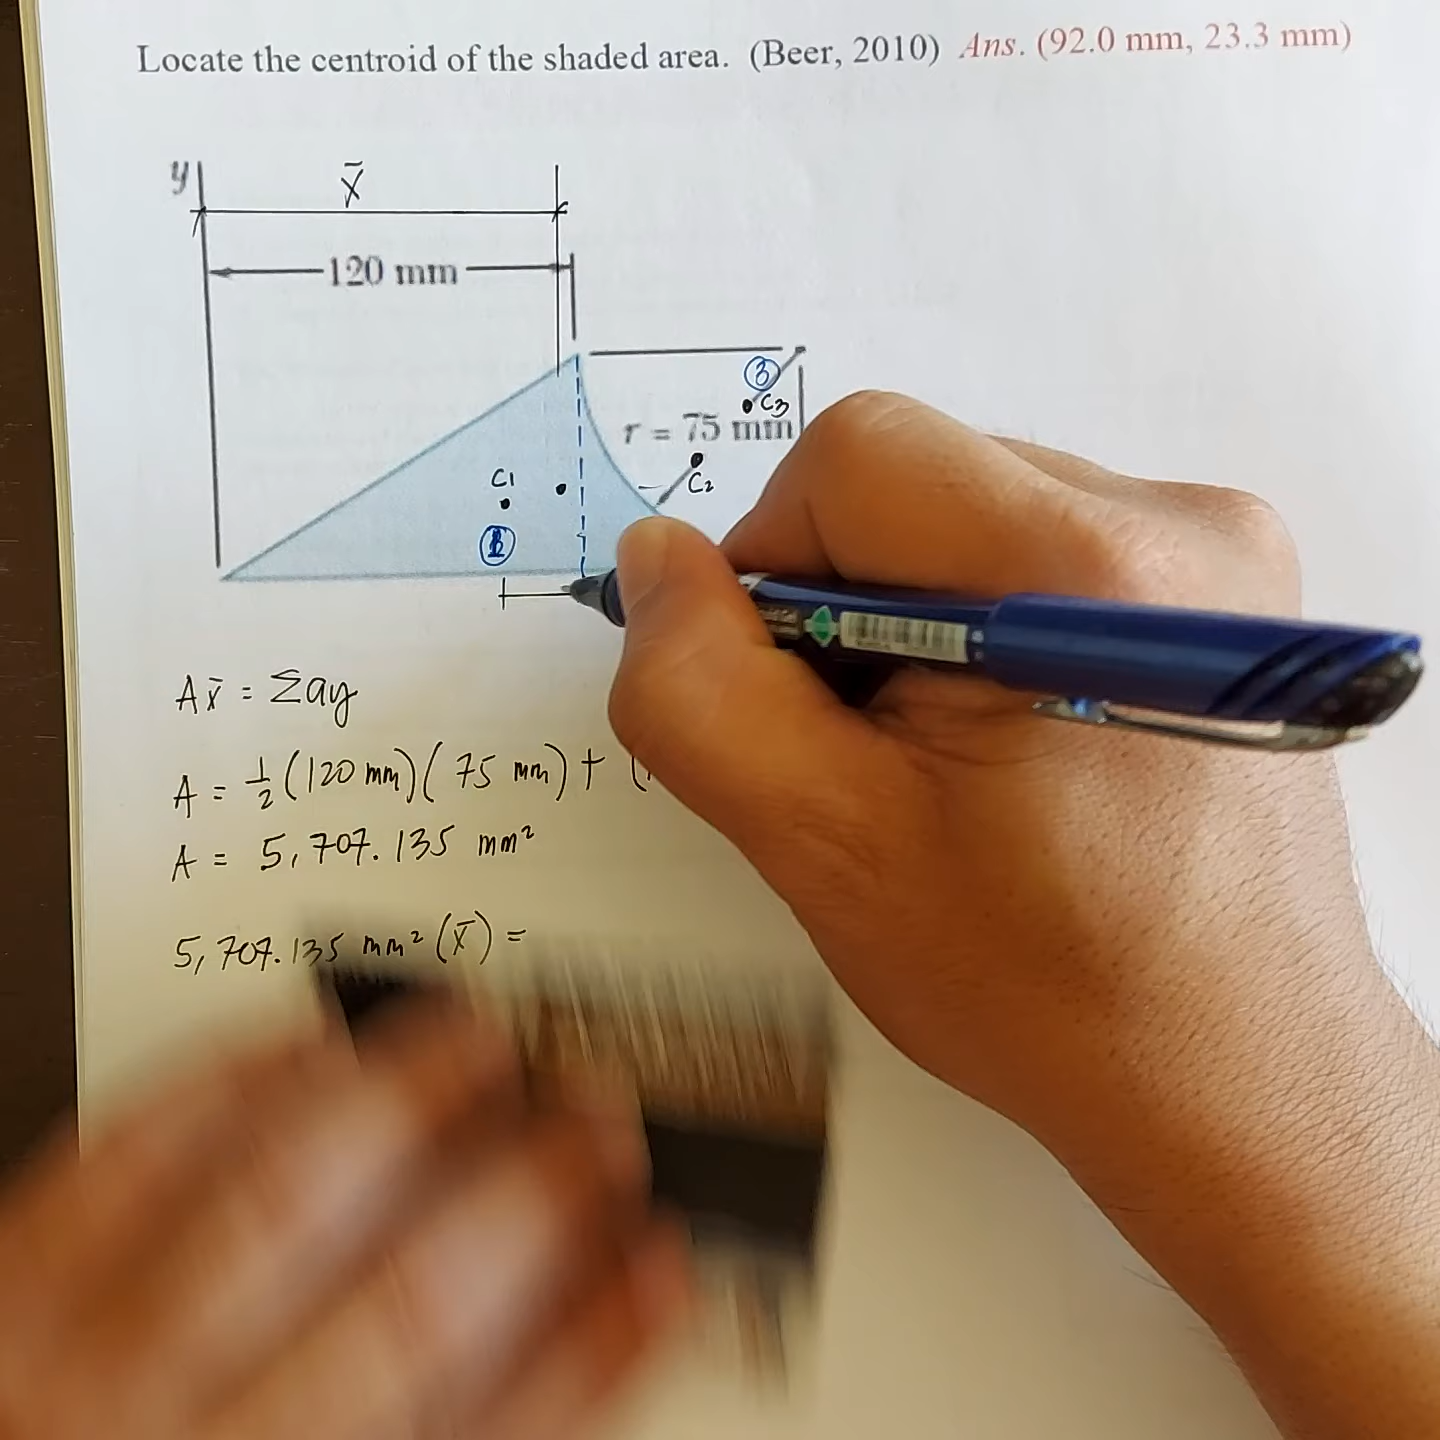 Locate the centroid of the shaded area. (Beer, 2010) Ans. (92.0 mm, 23.3 mm)
y
x̄
120 mm
3
C3
r = 75 mm
C1
C2
Ax̄ = Σay
A = ½(120 mm)(75 mm) + (
A = 5,707.135 mm²
5,707.135 mm² (x̄) =